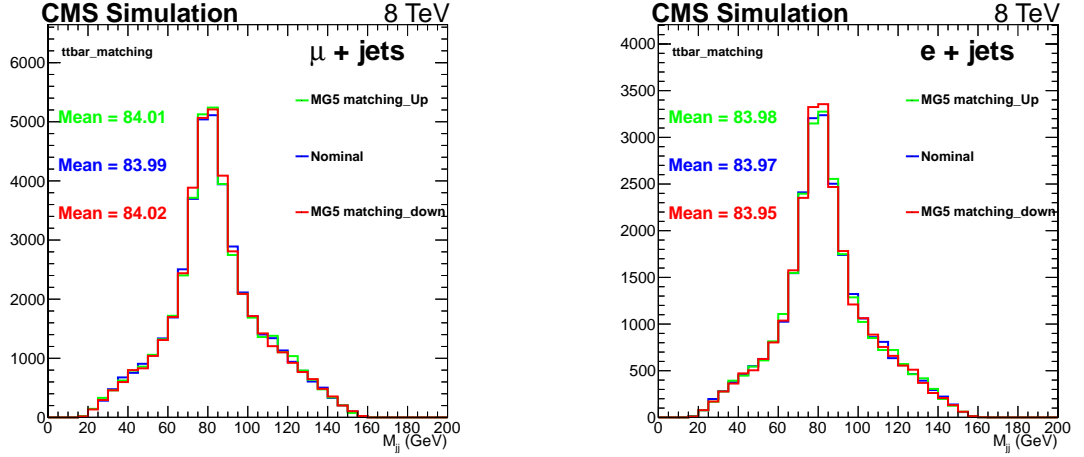 CMS Simulation 8 TeV
ttbar_matching
μ + jets
6000
5000
4000
3000
2000
1000
0
MG5 matching_Up
Nominal
MG5 matching_down
Mean = 84.01
Mean = 83.99
Mean = 84.02
0 20 40 60 80 100 120 140 160 180 200
M_jj (GeV)
CMS Simulation 8 TeV
ttbar_matching
e + jets
4000
3500
3000
2500
2000
1500
1000
500
0
MG5 matching_Up
Nominal
MG5 matching_down
Mean = 83.98
Mean = 83.97
Mean = 83.95
0 20 40 60 80 100 120 140 160 180 200
M_jj (GeV)